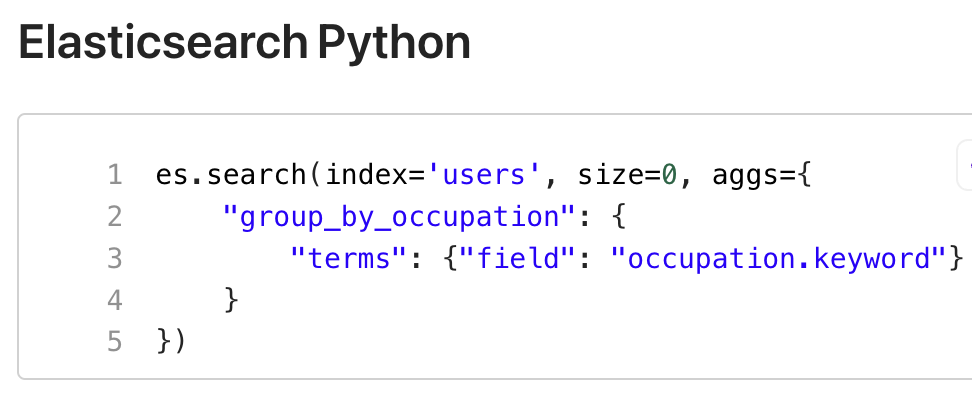 Elasticsearch Python
1 es.search(index='users', size=0, aggs={
2     "group_by_occupation": {
3         "terms": {"field": "occupation.keyword"}
4     }
5 })